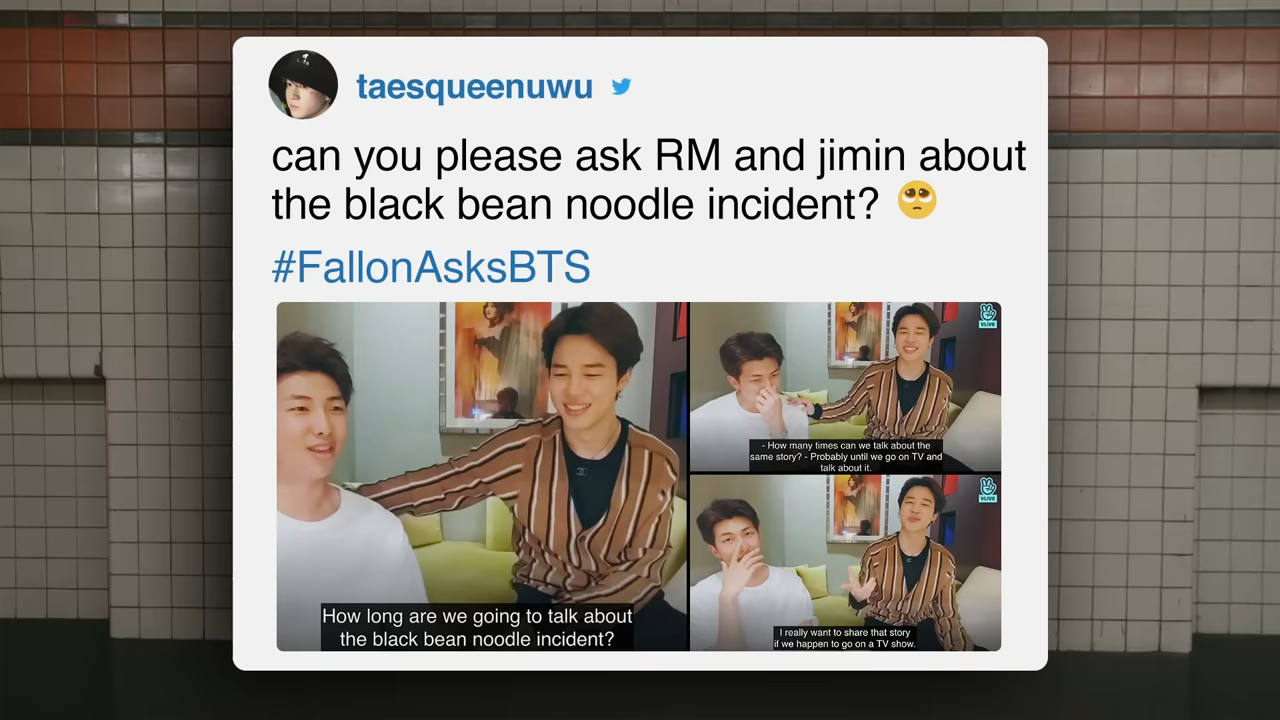 taesqueenuwu
can you please ask RM and jimin about
the black bean noodle incident? 🥺
#FallonAsksBTS
How long are we going to talk about
the black bean noodle incident?
VLIVE
- How many times can we talk about the
same story? - Probably until we go on TV and
talk about it.
VLIVE
I really want to share that story
if we happen to go on a TV show.